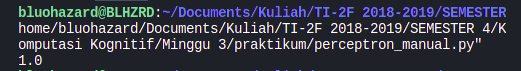 bluohazard@BLHZRD:~/Documents/Kuliah/TI-2F 2018-2019/SEMESTER
home/bluohazard/Documents/Kuliah/TI-2F 2018-2019/SEMESTER 4/K
omputasi Kognitif/Minggu 3/praktikum/perceptron_manual.py"
1.0